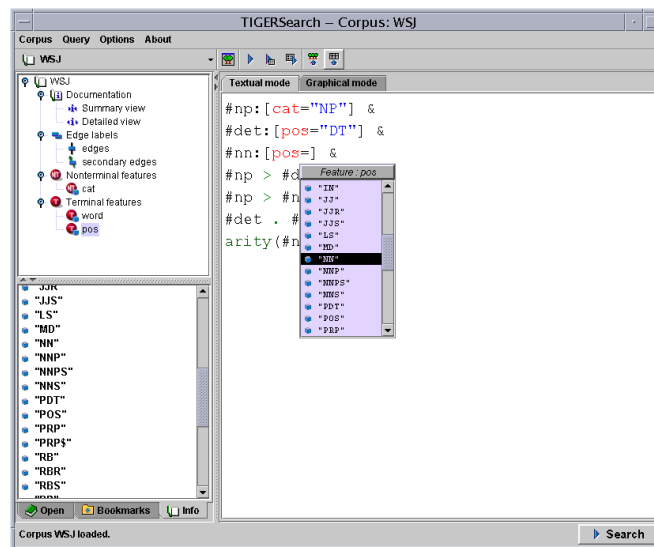 TIGERSearch – Corpus: WSJ
Corpus Query Options About
WSJ
WSJ
Documentation
Summary view
Detailed view
Edge labels
edges
secondary edges
Nonterminal features
cat
Terminal features
word
pos
"JJS"
"LS"
"MD"
"NN"
"NNP"
"NNPS"
"NNS"
"PDT"
"POS"
"PRP"
"PRP$"
"RB"
"RBR"
"RBS"
Open Bookmarks Info
Textual mode Graphical mode
#np:[cat="NP"] &
#det:[pos="DT"] &
#nn:[pos=] &
#np > #d
#np > #n
#det . #
arity(#n
Feature : pos
"IN"
"JJ"
"JJR"
"JJS"
"LS"
"MD"
"NN"
"NNP"
"NNPS"
"NNS"
"PDT"
"POS"
"PRP"
Corpus WSJ loaded.
Search